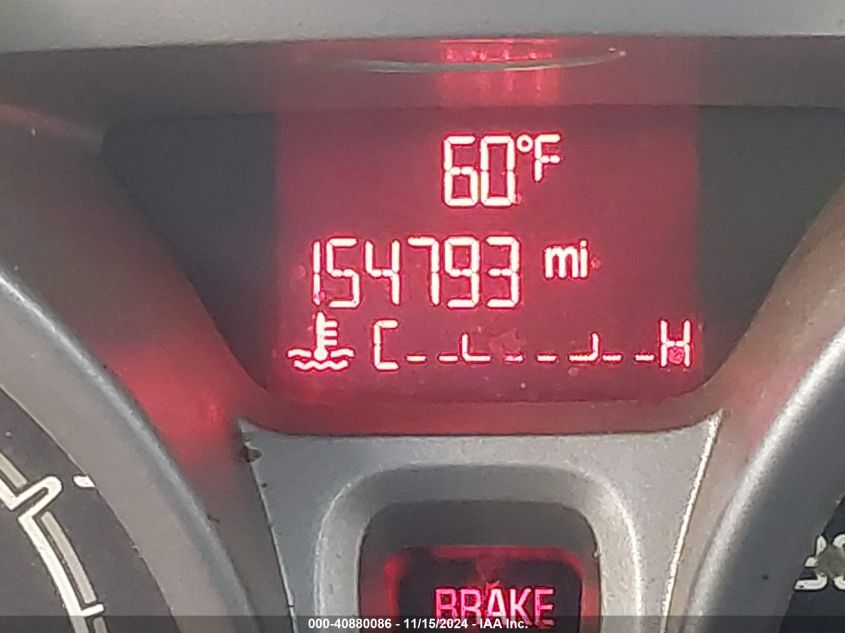 60°F
154793 mi
C H
BRAKE
000-40880086 - 11/15/2024 - IAA Inc.